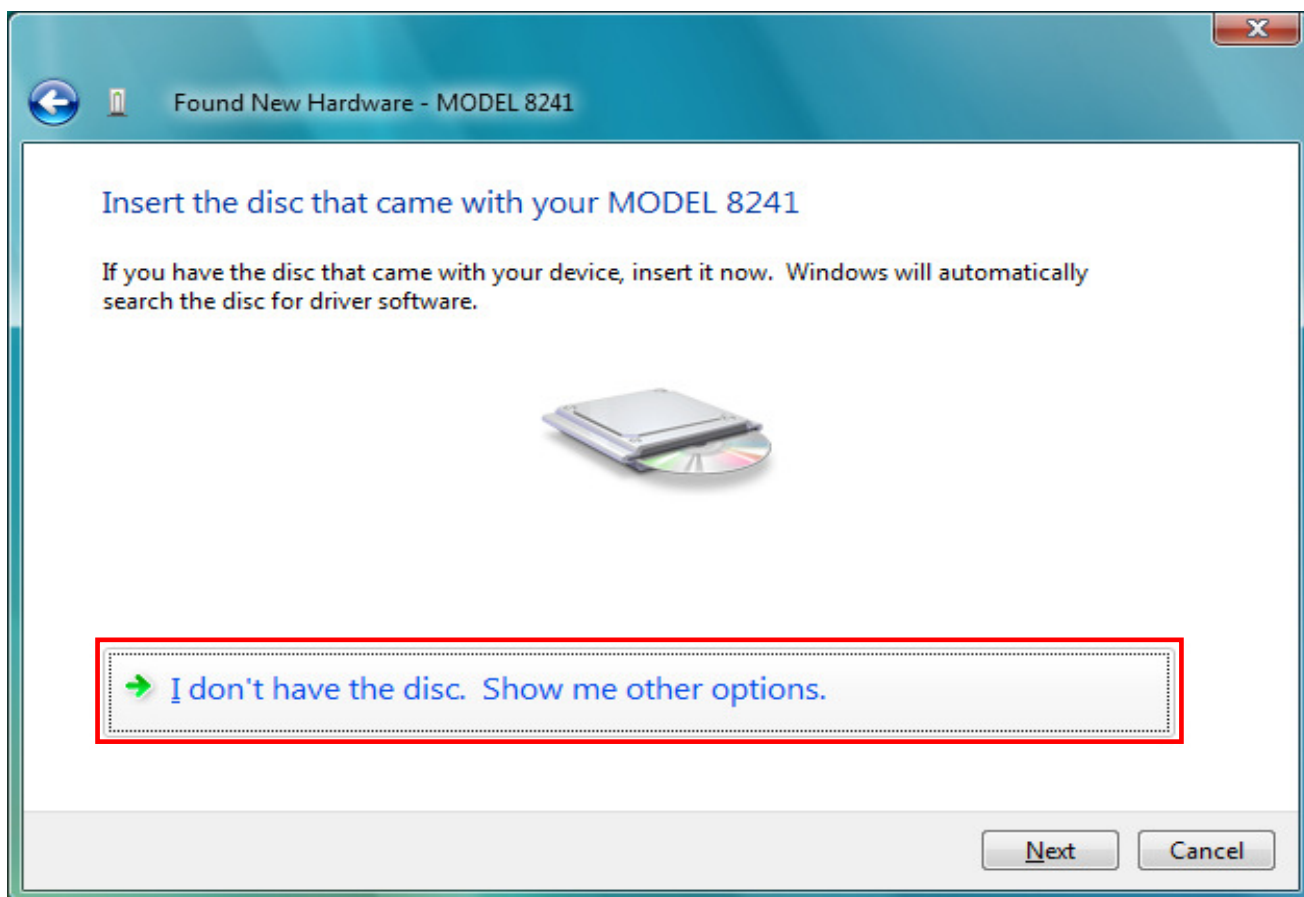 Found New Hardware - MODEL 8241
Insert the disc that came with your MODEL 8241
If you have the disc that came with your device, insert it now.  Windows will automatically
search the disc for driver software.
I don't have the disc.  Show me other options.
Next
Cancel